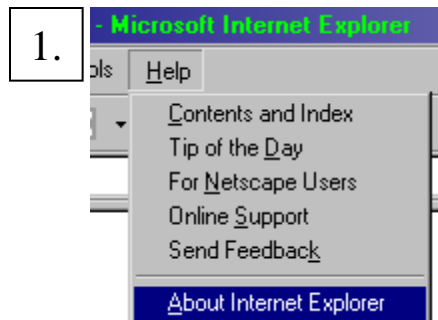 1.
- Microsoft Internet Explorer
ols Help
Contents and Index
Tip of the Day
For Netscape Users
Online Support
Send Feedback
About Internet Explorer